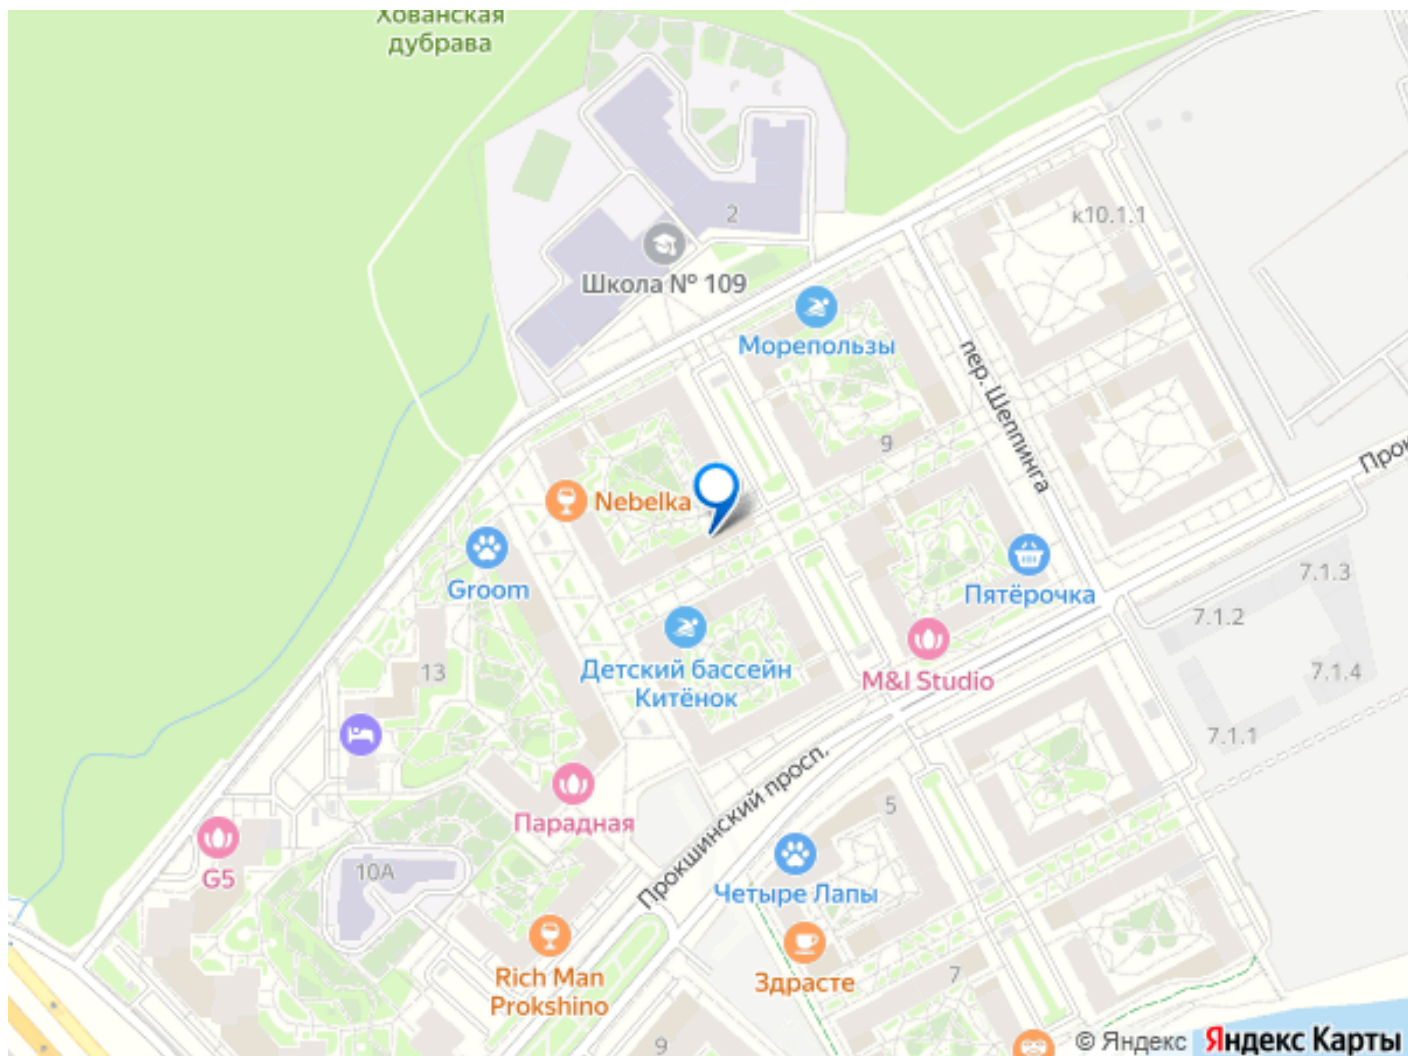 Хованская
дубрава
2
к10.1.1
Школа № 109
Морепользы
пер. Шеппинга
9
Nebelka
Groom
Пятёрочка
7.1.3
7.1.2
13
Детский бассейн
Китёнок
M&I Studio
7.1.4
7.1.1
Парадная
Прокшинский просп.
5
G5
10А
Четыре Лапы
Rich Man
Prokshino
Здрасте
7
9
© Яндекс Яндекс Карты